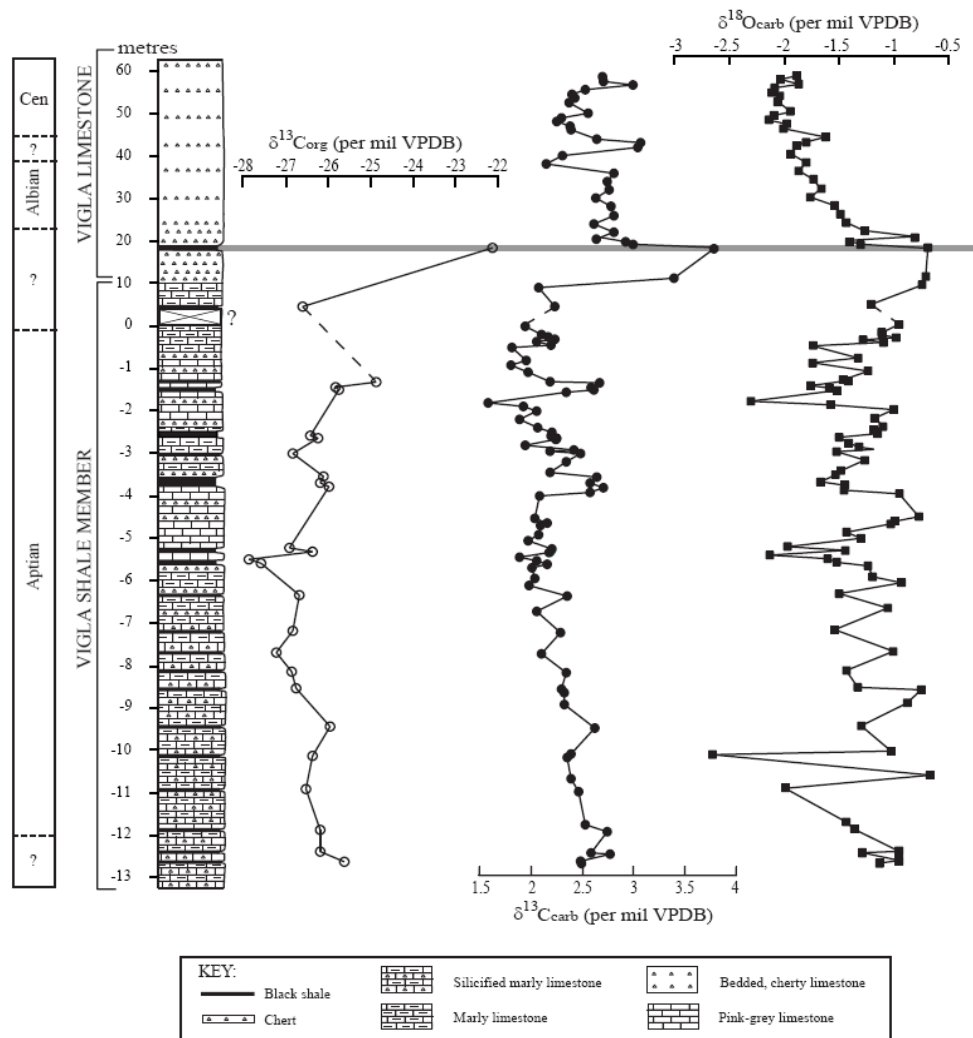 δ18Ocarb (per mil VPDB)
-3 -2.5 -2 -1.5 -1 -0.5
metres
60
50
40
30
20
10
0
-1
-2
-3
-4
-5
-6
-7
-8
-9
-10
-11
-12
-13
Cen
?
Albian
?
Aptian
?
VIGLA LIMESTONE
VIGLA SHALE MEMBER
?
δ13Corg (per mil VPDB)
-28 -27 -26 -25 -24 -23 -22
1.5 2 2.5 3 3.5 4
δ13Ccarb (per mil VPDB)
KEY:
Black shale
Chert
Silicified marly limestone
Marly limestone
Bedded, cherty limestone
Pink-grey limestone